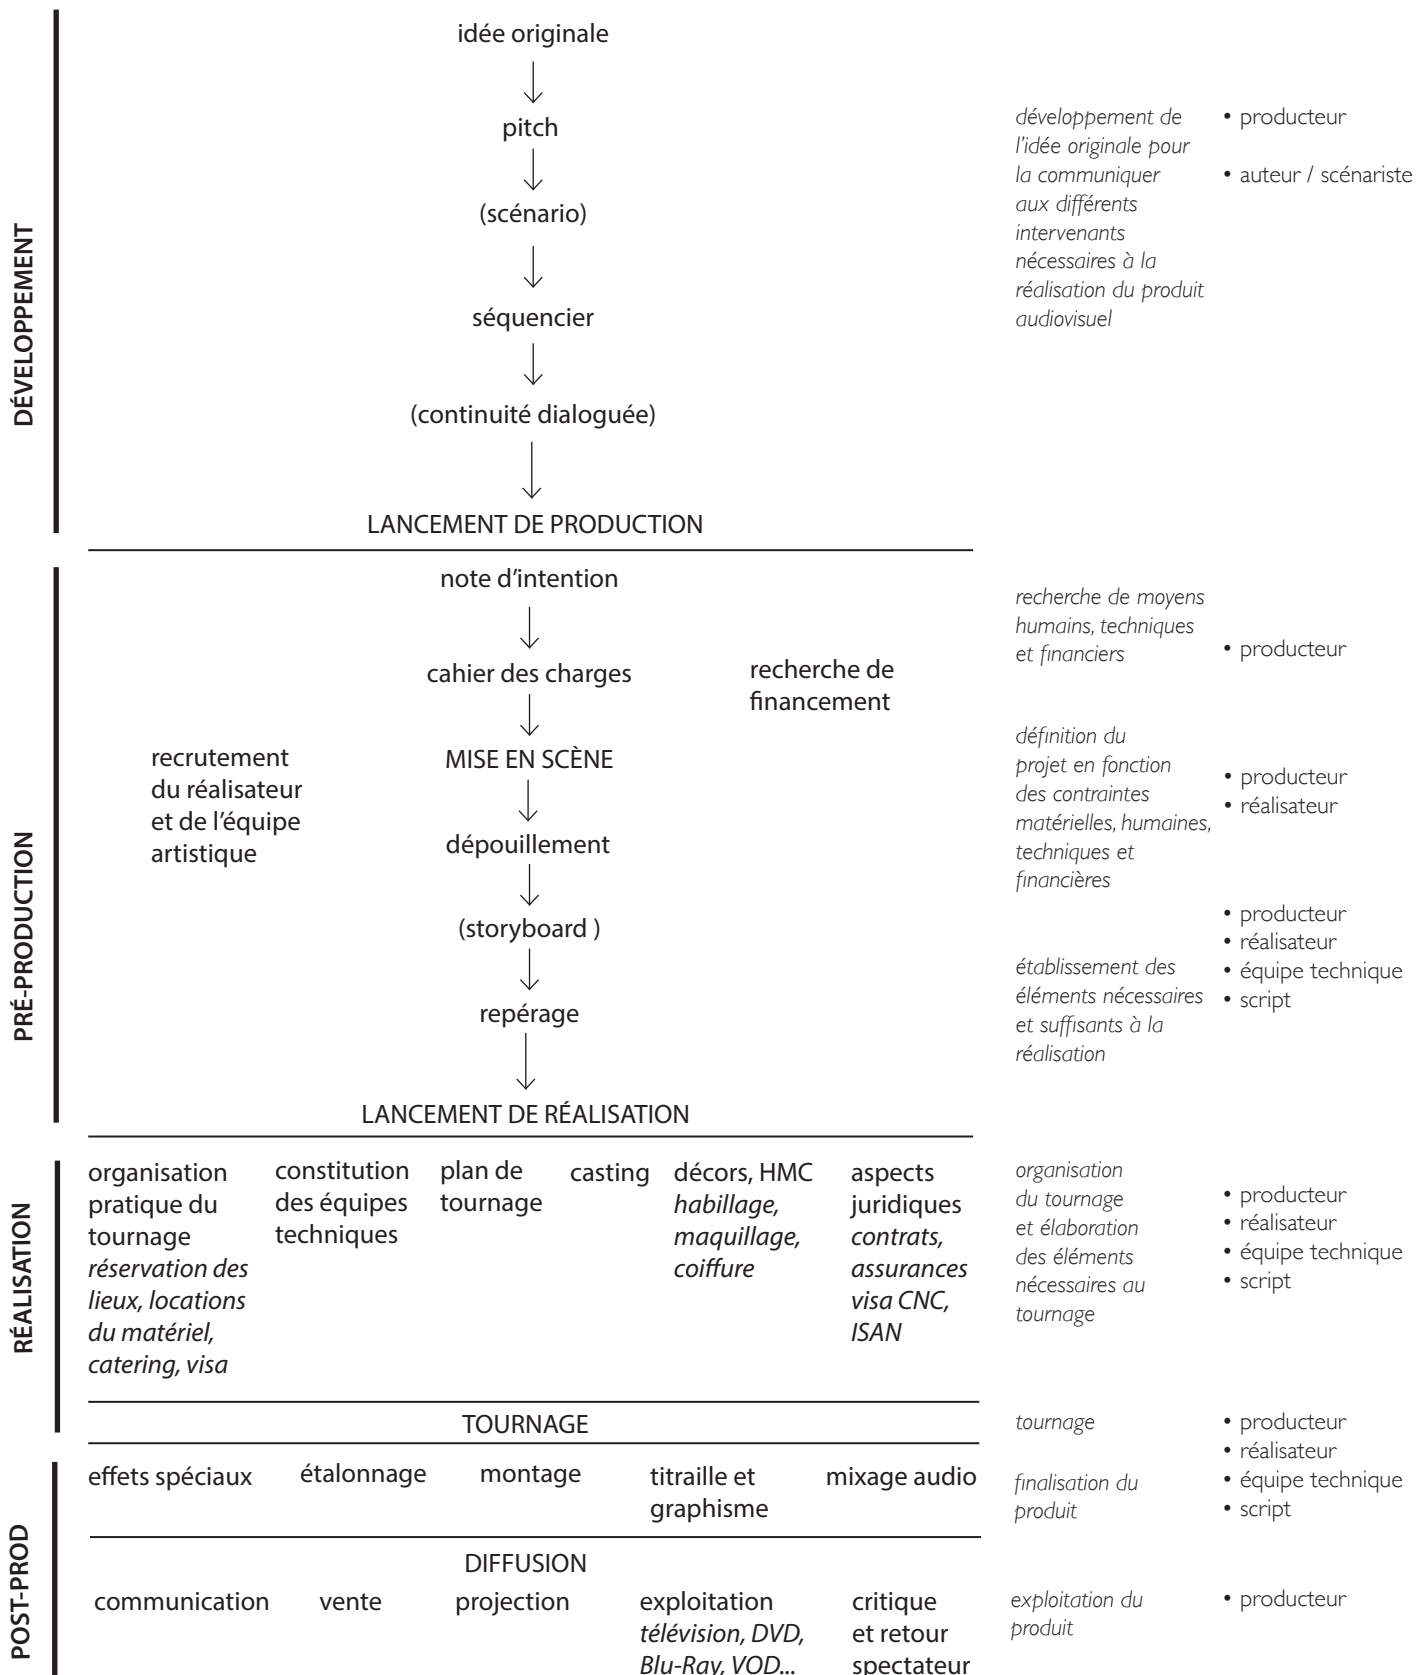 DÉVELOPPEMENT
idée originale
pitch
(scénario)
séquencier
(continuité dialoguée)
LANCEMENT DE PRODUCTION
développement de
l'idée originale pour
la communiquer
aux différents
intervenants
nécessaires à la
réalisation du produit
audiovisuel
• producteur
• auteur / scénariste
PRÉ-PRODUCTION
note d'intention
cahier des charges
recherche de
financement
recrutement
du réalisateur
et de l'équipe
artistique
MISE EN SCÈNE
dépouillement
(storyboard )
repérage
LANCEMENT DE RÉALISATION
recherche de moyens
humains, techniques
et financiers
• producteur
définition du
projet en fonction
des contraintes
matérielles, humaines,
techniques et
financières
• producteur
• réalisateur
établissement des
éléments nécessaires
et suffisants à la
réalisation
• producteur
• réalisateur
• équipe technique
• script
RÉALISATION
organisation
pratique du
tournage
réservation des
lieux, locations
du matériel,
catering, visa
constitution
des équipes
techniques
plan de
tournage
casting
décors, HMC
habillage,
maquillage,
coiffure
aspects
juridiques
contrats,
assurances
visa CNC,
ISAN
organisation
du tournage
et élaboration
des éléments
nécessaires au
tournage
• producteur
• réalisateur
• équipe technique
• script
TOURNAGE
tournage
• producteur
• réalisateur
• équipe technique
• script
POST-PROD
effets spéciaux
étalonnage
montage
titraille et
graphisme
mixage audio
finalisation du
produit
DIFFUSION
communication
vente
projection
exploitation
télévision, DVD,
Blu-Ray, VOD...
critique
et retour
spectateur
exploitation du
produit
• producteur